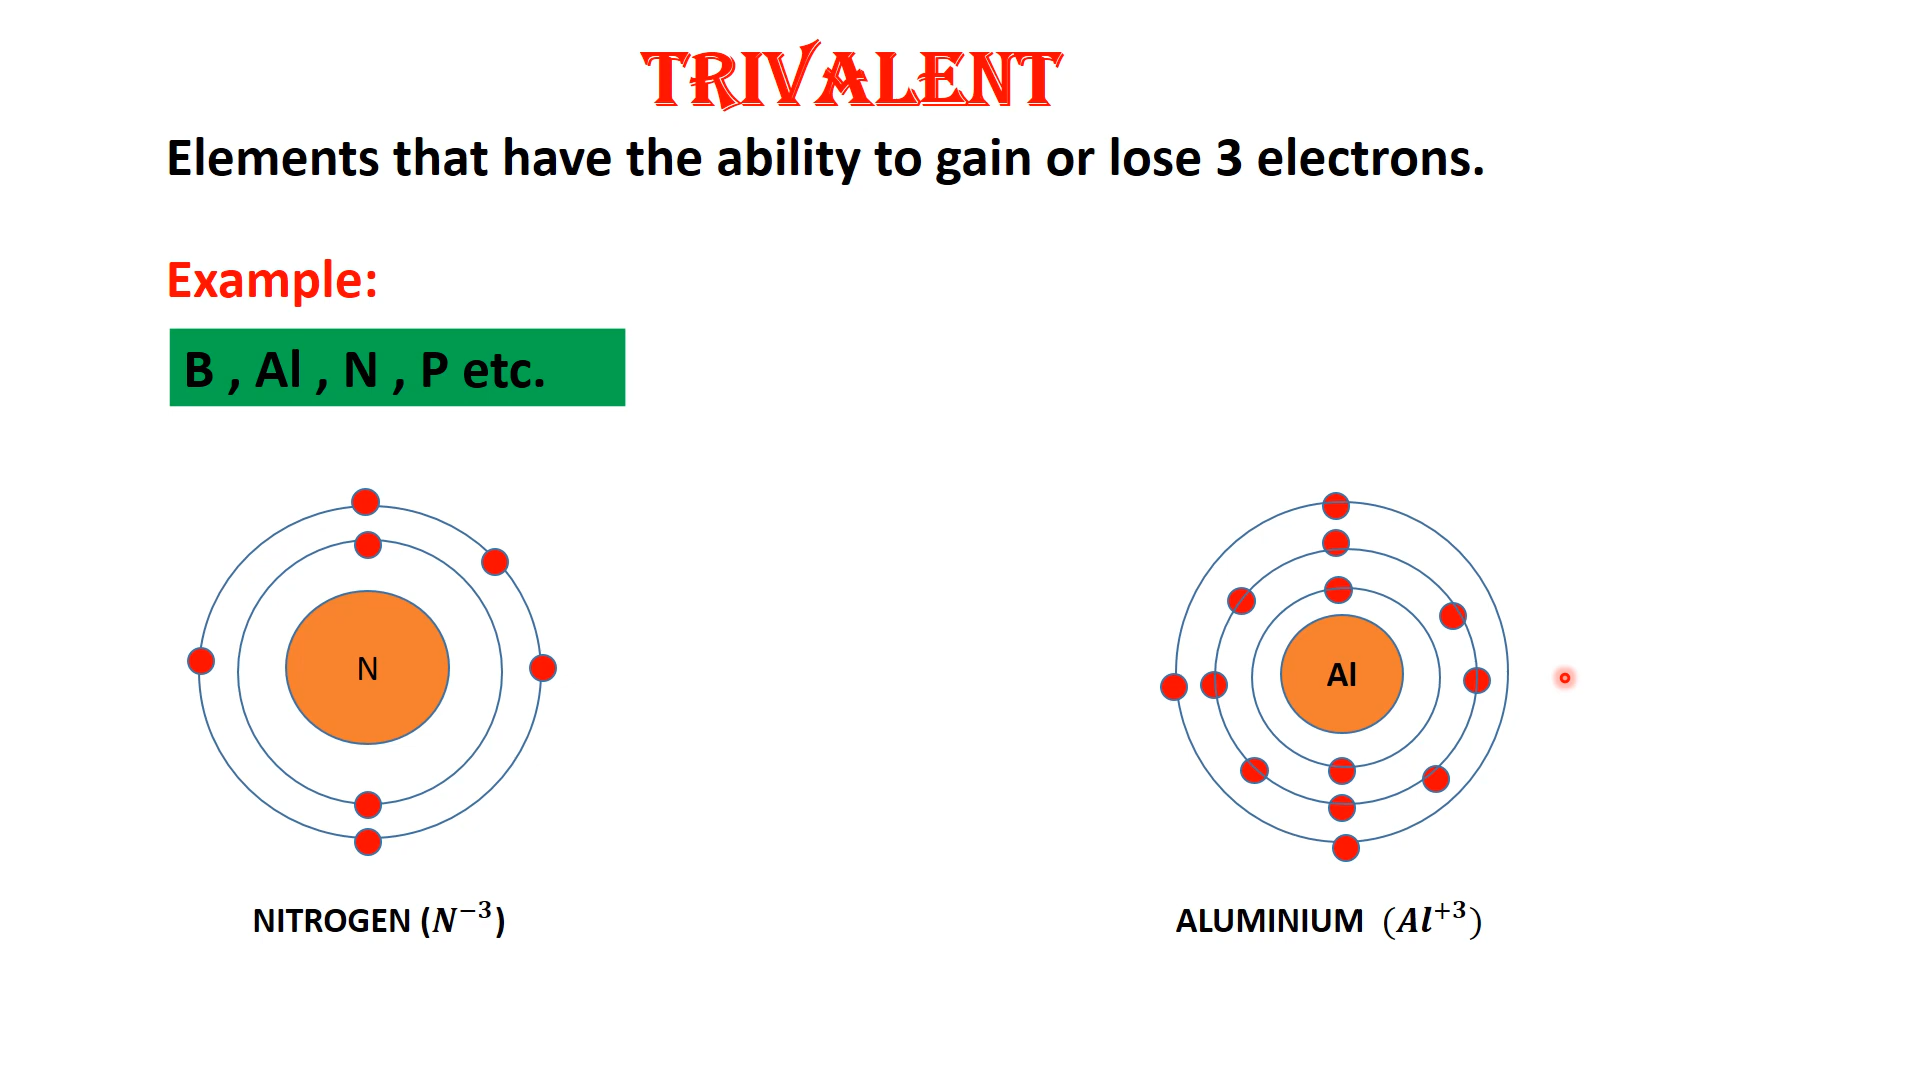 TRIVALENT
Elements that have the ability to gain or lose 3 electrons.
Example:
B , Al , N , P etc.
N
Al
NITROGEN (N⁻³)
ALUMINIUM (Al⁺³)